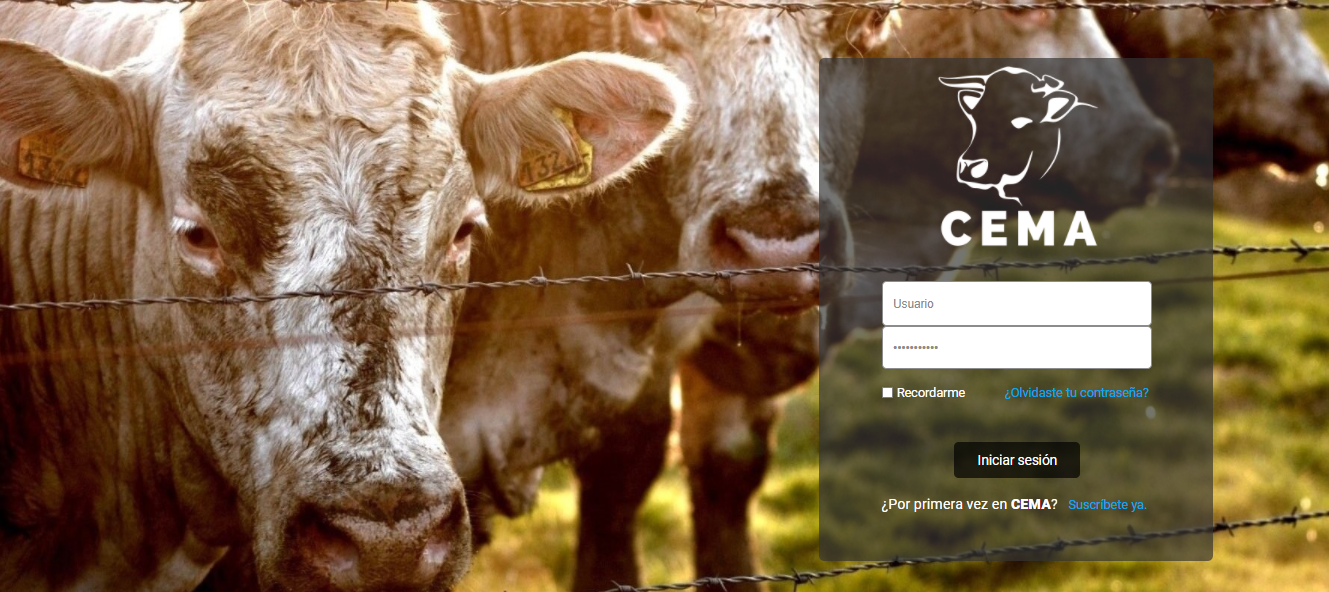 CEMA
Usuario
•••••••••••
Recordarme
¿Olvidaste tu contraseña?
Iniciar sesión
¿Por primera vez en CEMA? Suscríbete ya.